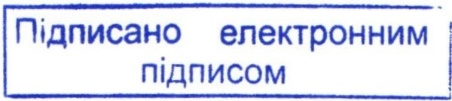 Підписано електронним
підписом